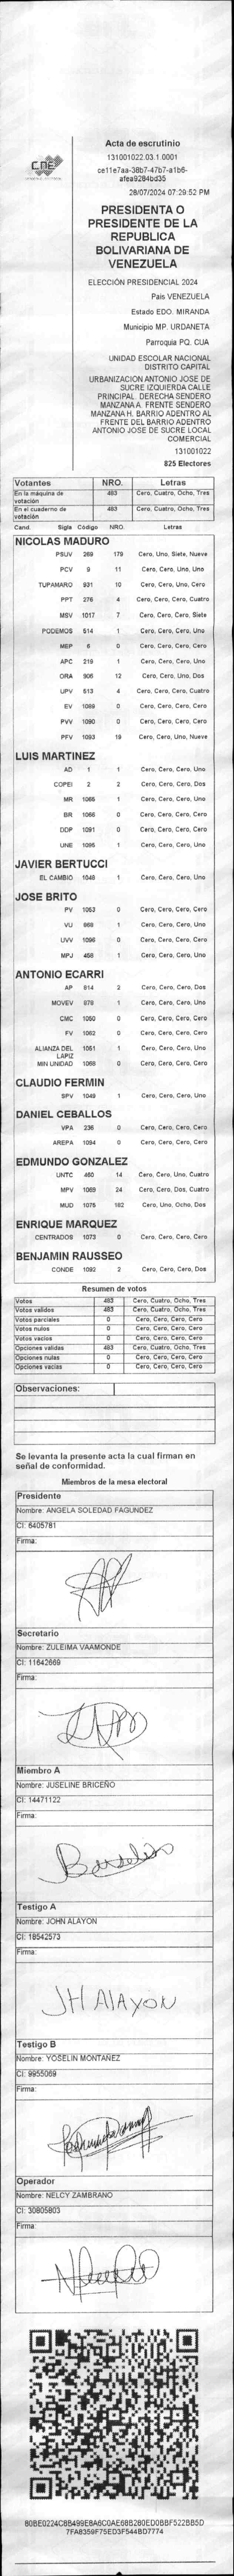 CNE
Acta de escrutinio
131001022.03.1.0001
ce11e7aa-38b7-47b7-a1b6-
afea9284bd35
28/07/2024 07:29:52 PM
PRESIDENTA O
PRESIDENTE DE LA
REPUBLICA
BOLIVARIANA DE
VENEZUELA
ELECCIÓN PRESIDENCIAL 2024
Pais VENEZUELA
Estado EDO. MIRANDA
Municipio MP. URDANETA
Parroquia PQ. CUA
UNIDAD ESCOLAR NACIONAL
DISTRITO CAPITAL
URBANIZACION ANTONIO JOSE DE
SUCRE IZQUIERDA CALLE
PRINCIPAL. DERECHA SENDERO
MANZANA A. FRENTE SENDERO
MANZANA H. BARRIO ADENTRO AL
FRENTE DEL BARRIO ADENTRO
ANTONIO JOSE DE SUCRE LOCAL
COMERCIAL
131001022
825 Electores
Votantes NRO. Letras
En la máquina de votación 483 Cero, Cuatro, Ocho, Tres
En el cuaderno de votación 483 Cero, Cuatro, Ocho, Tres
Cand. Sigla Código NRO. Letras
NICOLAS MADURO
PSUV 269 179 Cero, Uno, Siete, Nueve
PCV 9 11 Cero, Cero, Uno, Uno
TUPAMARO 931 10 Cero, Cero, Uno, Cero
PPT 276 4 Cero, Cero, Cero, Cuatro
MSV 1017 7 Cero, Cero, Cero, Siete
PODEMOS 514 1 Cero, Cero, Cero, Uno
MEP 6 0 Cero, Cero, Cero, Cero
APC 219 1 Cero, Cero, Cero, Uno
ORA 906 12 Cero, Cero, Uno, Dos
UPV 513 4 Cero, Cero, Cero, Cuatro
EV 1089 0 Cero, Cero, Cero, Cero
PVV 1090 0 Cero, Cero, Cero, Cero
PFV 1093 19 Cero, Cero, Uno, Nueve
LUIS MARTINEZ
AD 1 1 Cero, Cero, Cero, Uno
COPEI 2 2 Cero, Cero, Cero, Dos
MR 1065 1 Cero, Cero, Cero, Uno
BR 1066 0 Cero, Cero, Cero, Cero
DDP 1091 0 Cero, Cero, Cero, Cero
UNE 1095 1 Cero, Cero, Cero, Uno
JAVIER BERTUCCI
EL CAMBIO 1048 1 Cero, Cero, Cero, Uno
JOSE BRITO
PV 1053 0 Cero, Cero, Cero, Cero
VU 868 1 Cero, Cero, Cero, Uno
UVV 1096 0 Cero, Cero, Cero, Cero
MPJ 458 1 Cero, Cero, Cero, Uno
ANTONIO ECARRI
AP 814 2 Cero, Cero, Cero, Dos
MOVEV 879 1 Cero, Cero, Cero, Uno
CMC 1050 0 Cero, Cero, Cero, Cero
FV 1062 0 Cero, Cero, Cero, Cero
ALIANZA DEL LAPIZ 1051 1 Cero, Cero, Cero, Uno
MIN UNIDAD 1068 0 Cero, Cero, Cero, Cero
CLAUDIO FERMIN
SPV 1049 1 Cero, Cero, Cero, Uno
DANIEL CEBALLOS
VPA 236 0 Cero, Cero, Cero, Cero
AREPA 1094 0 Cero, Cero, Cero, Cero
EDMUNDO GONZALEZ
UNTC 460 14 Cero, Cero, Uno, Cuatro
MPV 1069 24 Cero, Cero, Dos, Cuatro
MUD 1075 182 Cero, Uno, Ocho, Dos
ENRIQUE MARQUEZ
CENTRADOS 1073 0 Cero, Cero, Cero, Cero
BENJAMIN RAUSSEO
CONDE 1092 2 Cero, Cero, Cero, Dos
Resumen de votos
Votos 483 Cero, Cuatro, Ocho, Tres
Votos validos 483 Cero, Cuatro, Ocho, Tres
Votos parciales 0 Cero, Cero, Cero, Cero
Votos nulos 0 Cero, Cero, Cero, Cero
Votos vacios 0 Cero, Cero, Cero, Cero
Opciones validas 483 Cero, Cuatro, Ocho, Tres
Opciones nulas 0 Cero, Cero, Cero, Cero
Opciones vacias 0 Cero, Cero, Cero, Cero
Observaciones:
Se levanta la presente acta la cual firman en
señal de conformidad.
Miembros de la mesa electoral
Presidente
Nombre: ANGELA SOLEDAD FAGUNDEZ
CI: 6405781
Firma:
Secretario
Nombre: ZULEIMA VAAMONDE
CI: 11642669
Firma:
Miembro A
Nombre: JUSELINE BRICEÑO
CI: 14471122
Firma:
Testigo A
Nombre: JOHN ALAYON
CI: 18542573
Firma:
JH AlAYON
Testigo B
Nombre: YOSELIN MONTAÑEZ
CI: 9955069
Firma:
Operador
Nombre: NELCY ZAMBRANO
CI: 30805803
Firma:
80BE0224C8B499EBA6C0AE68B280ED0BBF522BB5D
7FA8359F75ED3F544BD7774